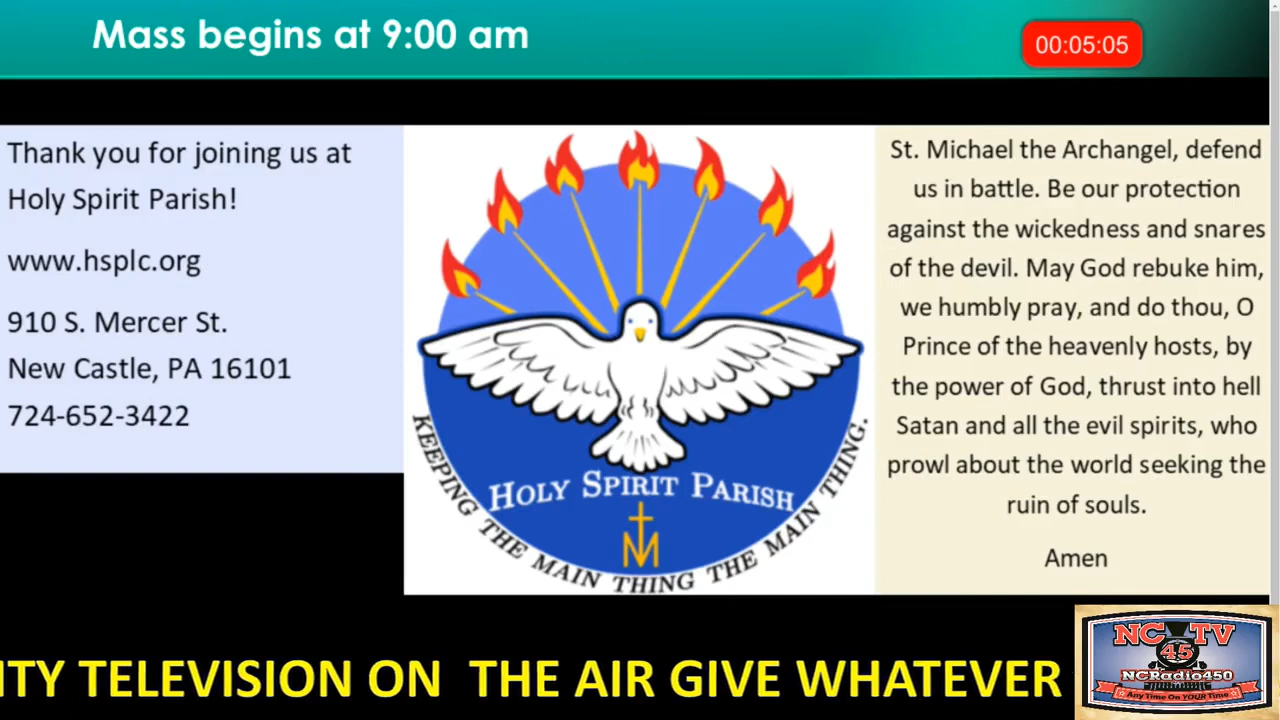 Mass begins at 9:00 am
00:05:05
Thank you for joining us at
Holy Spirit Parish!
www.hsplc.org
910 S. Mercer St.
New Castle, PA 16101
724-652-3422
HOLY SPIRIT PARISH
KEEPING THE MAIN THING THE MAIN THING.
St. Michael the Archangel, defend
us in battle. Be our protection
against the wickedness and snares
of the devil. May God rebuke him,
we humbly pray, and do thou, O
Prince of the heavenly hosts, by
the power of God, thrust into hell
Satan and all the evil spirits, who
prowl about the world seeking the
ruin of souls.
Amen
ITY TELEVISION ON THE AIR GIVE WHATEVER
NC TV
45
NCRadio450
Any Time On YOUR Time